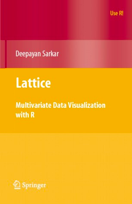 Use R!
Deepayan Sarkar
Lattice
Multivariate Data Visualization
with R
Springer